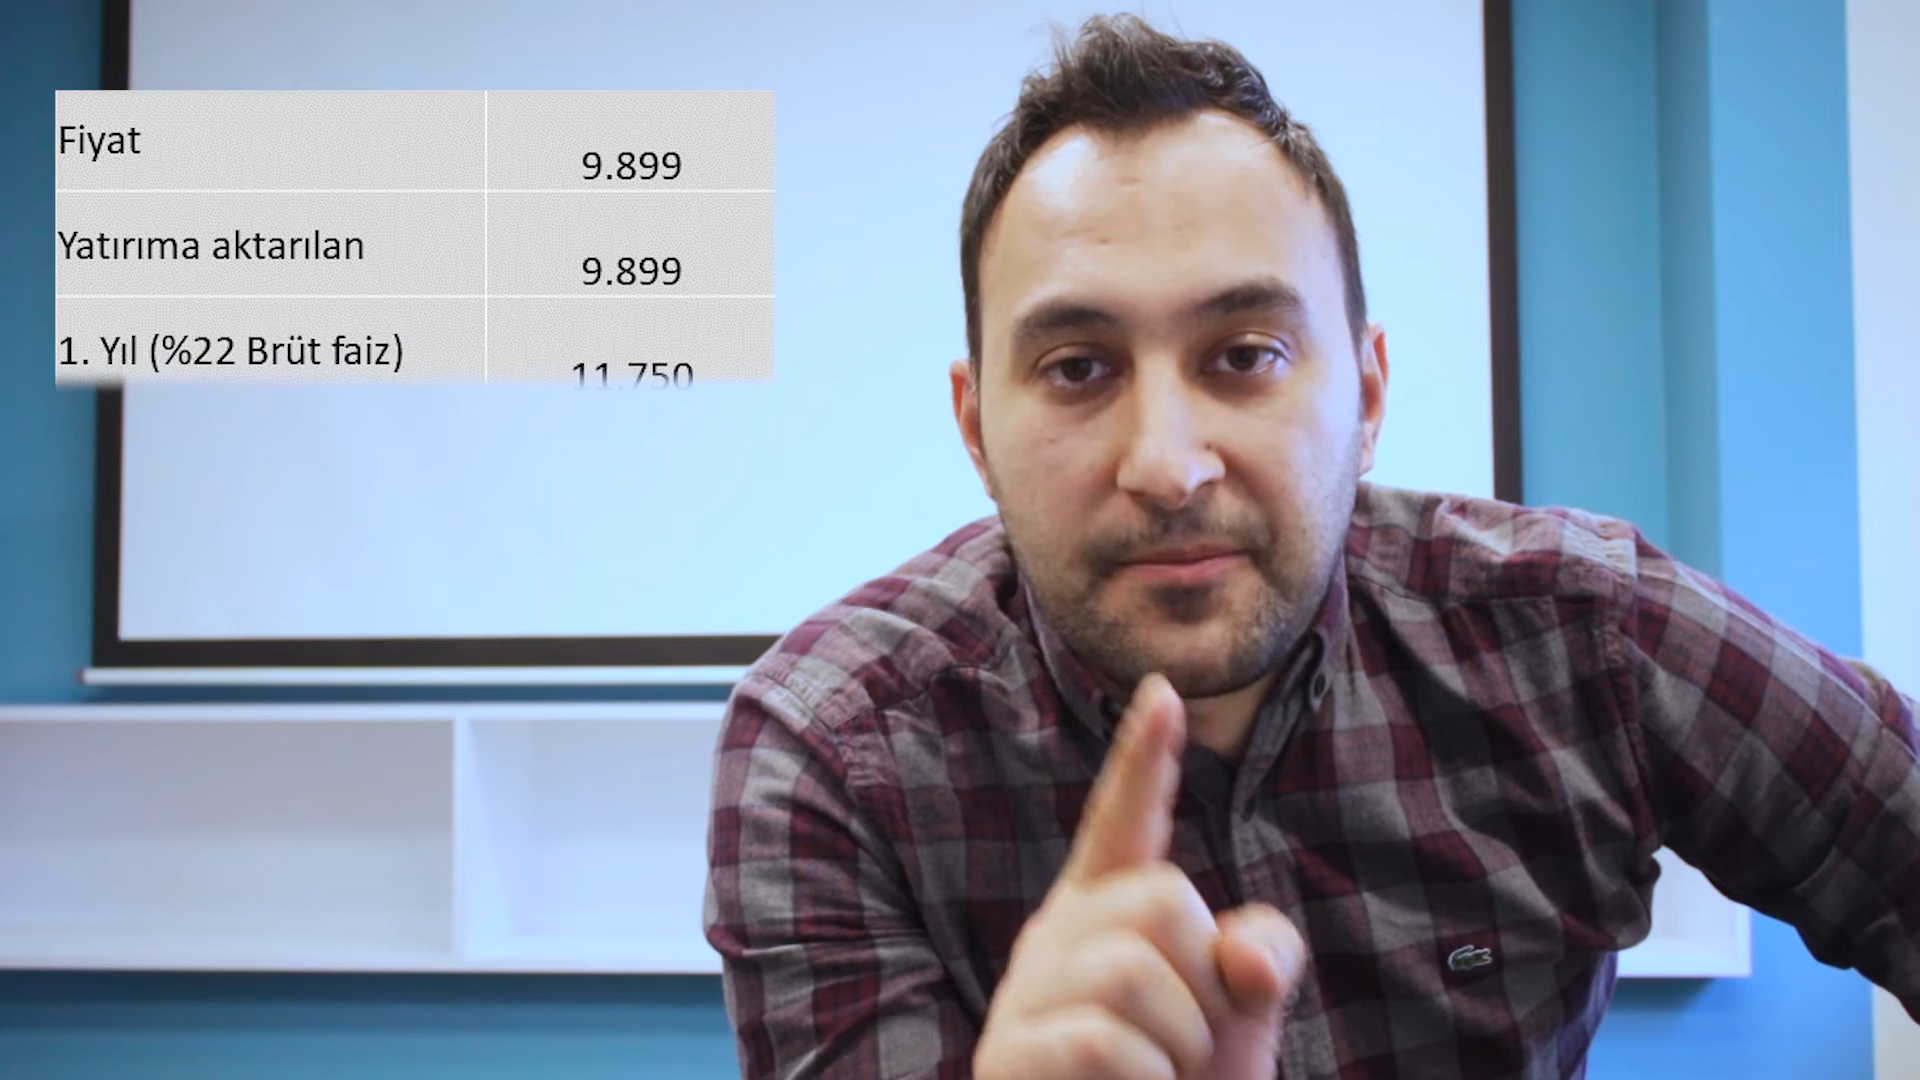 Fiyat 9.899
Yatırıma aktarılan 9.899
1. Yıl (%22 Brüt faiz) 11.750